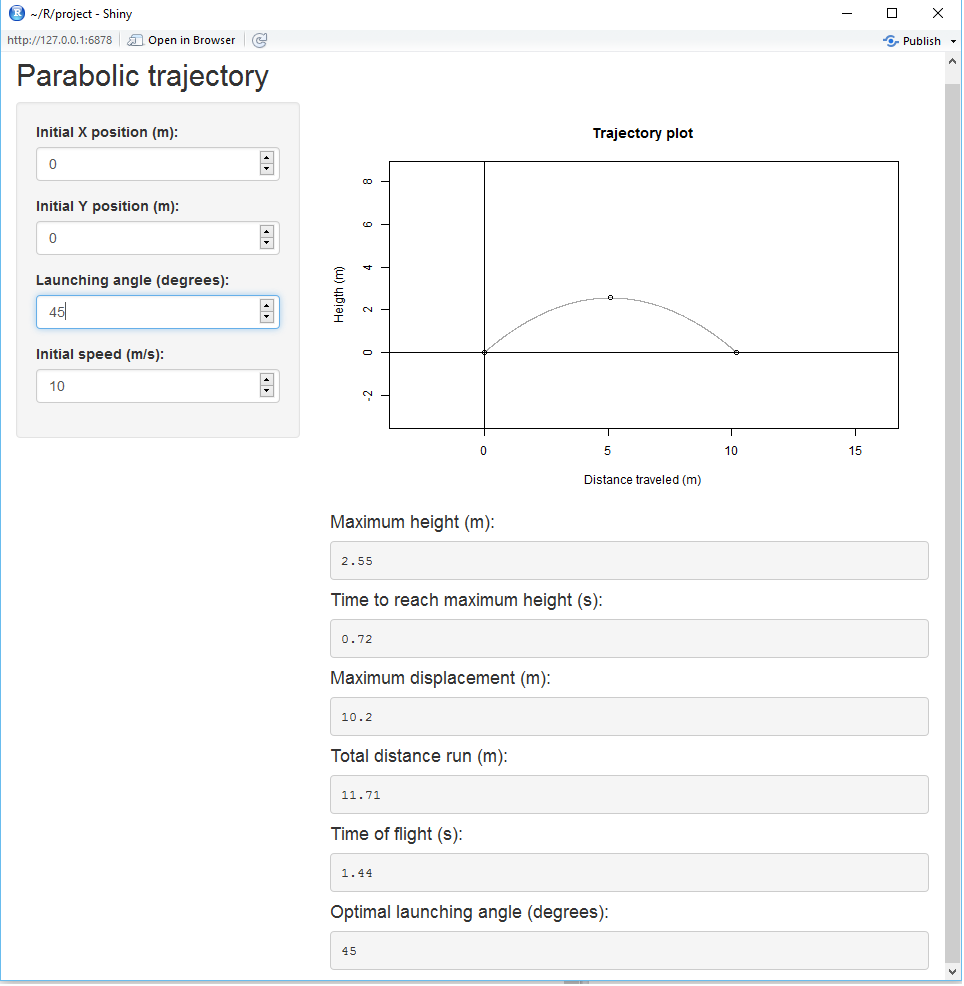 ~/R/project - Shiny
http://127.0.0.1:6878
Open in Browser
Publish
Parabolic trajectory
Initial X position (m):
0
Initial Y position (m):
0
Launching angle (degrees):
45
Initial speed (m/s):
10
Trajectory plot
8
6
4
2
0
-2
Heigth (m)
0 5 10 15
Distance traveled (m)
Maximum height (m):
2.55
Time to reach maximum height (s):
0.72
Maximum displacement (m):
10.2
Total distance run (m):
11.71
Time of flight (s):
1.44
Optimal launching angle (degrees):
45